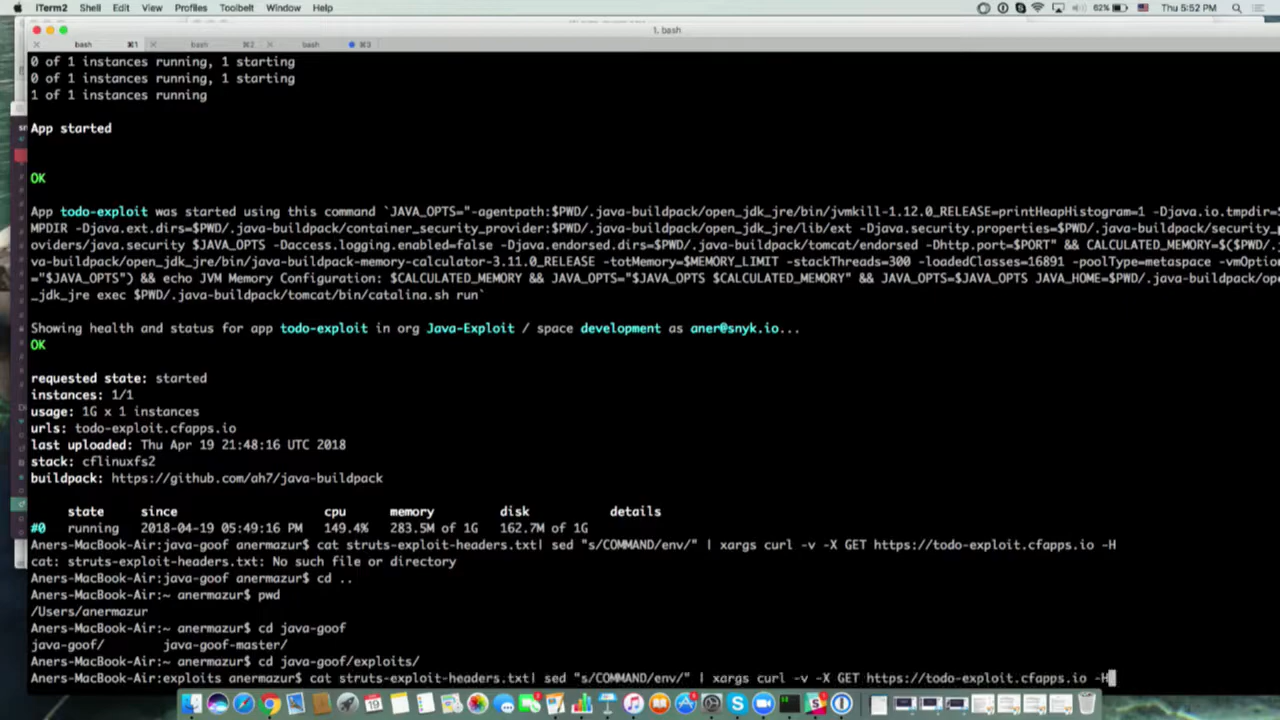 iTerm2 Shell Edit View Profiles Toolbelt Window Help 62% Thu 5:52 PM
1. bash
bash ⌘1 bash ⌘2 bash ⌘3
0 of 1 instances running, 1 starting
0 of 1 instances running, 1 starting
1 of 1 instances running
App started
OK
App todo-exploit was started using this command `JAVA_OPTS="-agentpath:$PWD/.java-buildpack/open_jdk_jre/bin/jvmkill-1.12.0_RELEASE=printHeapHistogram=1 -Djava.io.tmpdir=
MPDIR -Djava.ext.dirs=$PWD/.java-buildpack/container_security_provider:$PWD/.java-buildpack/open_jdk_jre/lib/ext -Djava.security.properties=$PWD/.java-buildpack/security_p
roviders/java.security $JAVA_OPTS -Daccess.logging.enabled=false -Djava.endorsed.dirs=$PWD/.java-buildpack/tomcat/endorsed -Dhttp.port=$PORT" && CALCULATED_MEMORY=$($PWD/.
va-buildpack/open_jdk_jre/bin/java-buildpack-memory-calculator-3.11.0_RELEASE -totMemory=$MEMORY_LIMIT -stackThreads=300 -loadedClasses=16891 -poolType=metaspace -vmOptio
="$JAVA_OPTS") && echo JVM Memory Configuration: $CALCULATED_MEMORY && JAVA_OPTS="$JAVA_OPTS $CALCULATED_MEMORY" && JAVA_OPTS=$JAVA_OPTS JAVA_HOME=$PWD/.java-buildpack/ope
_jdk_jre exec $PWD/.java-buildpack/tomcat/bin/catalina.sh run`
Showing health and status for app todo-exploit in org Java-Exploit / space development as aner@snyk.io...
OK
requested state: started
instances: 1/1
usage: 1G x 1 instances
urls: todo-exploit.cfapps.io
last uploaded: Thu Apr 19 21:48:16 UTC 2018
stack: cflinuxfs2
buildpack: https://github.com/ah7/java-buildpack
state since cpu memory disk details
#0 running 2018-04-19 05:49:16 PM 149.4% 283.5M of 1G 162.7M of 1G
Aners-MacBook-Air:java-goof anermazur$ cat struts-exploit-headers.txt| sed "s/COMMAND/env/" | xargs curl -v -X GET https://todo-exploit.cfapps.io -H
cat: struts-exploit-headers.txt: No such file or directory
Aners-MacBook-Air:java-goof anermazur$ cd ..
Aners-MacBook-Air:~ anermazur$ pwd
/Users/anermazur
Aners-MacBook-Air:~ anermazur$ cd java-goof
java-goof/ java-goof-master/
Aners-MacBook-Air:~ anermazur$ cd java-goof/exploits/
Aners-MacBook-Air:exploits anermazur$ cat struts-exploit-headers.txt| sed "s/COMMAND/env/" | xargs curl -v -X GET https://todo-exploit.cfapps.io -H